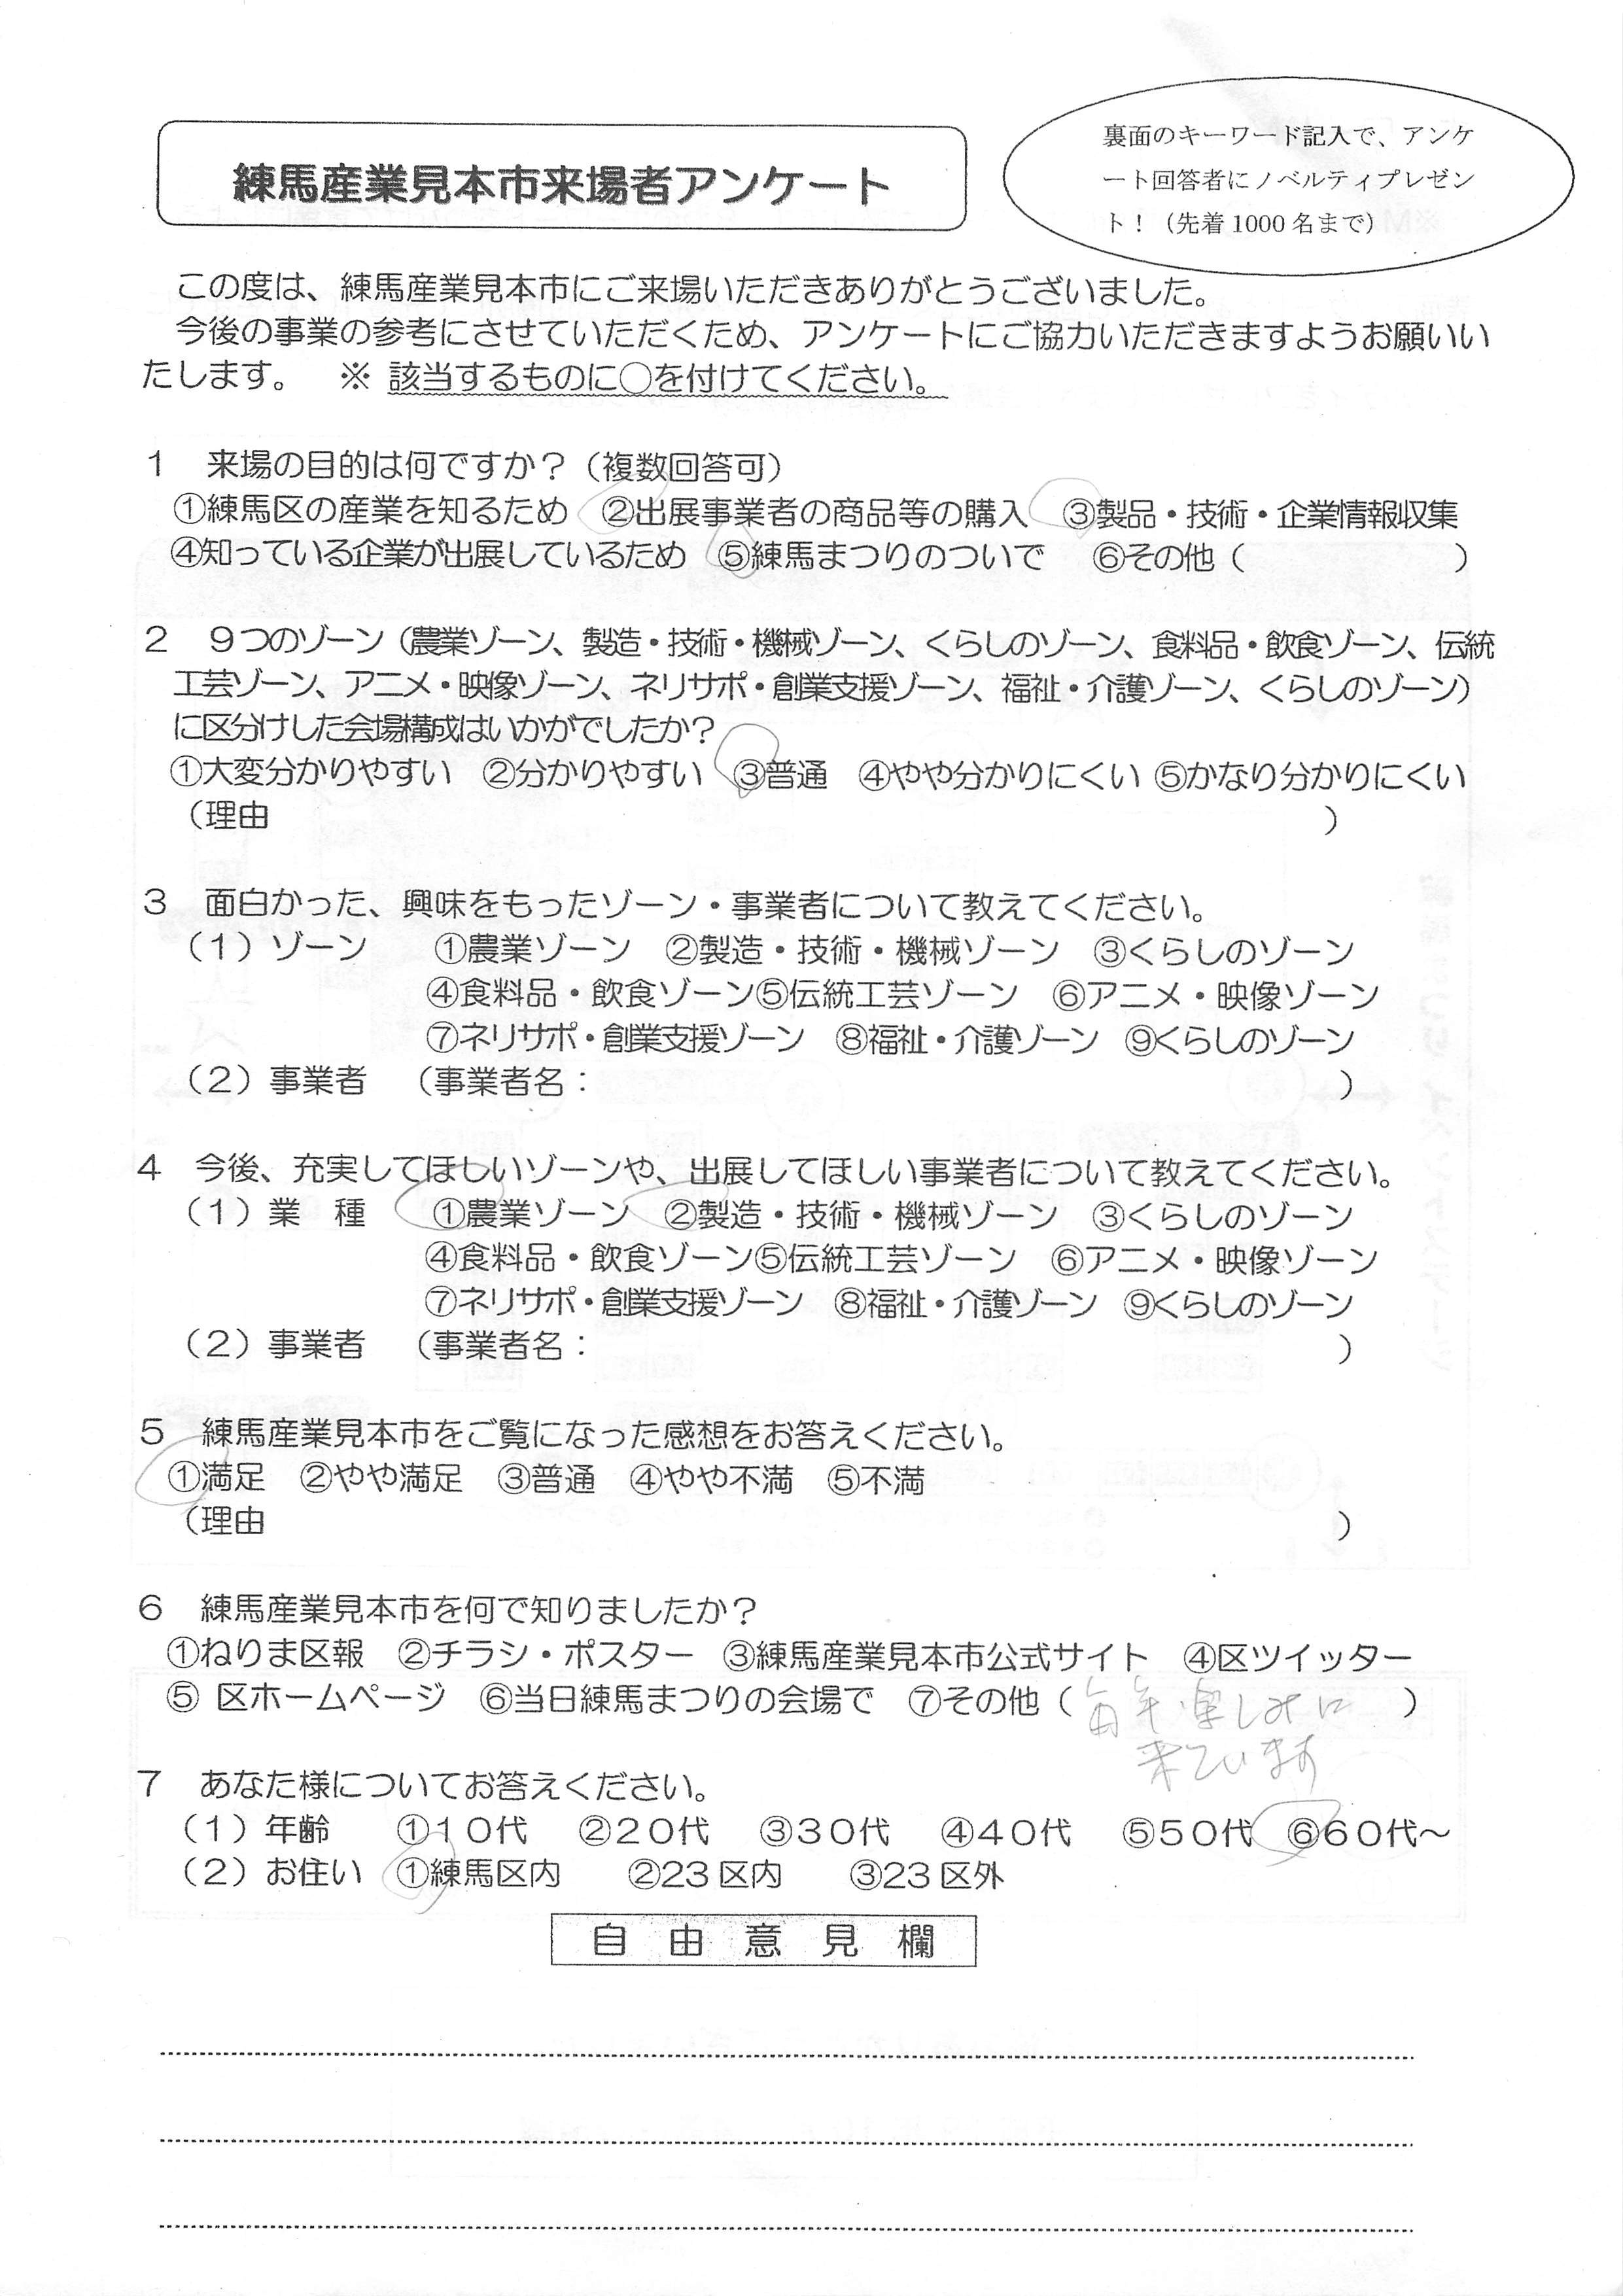 練馬産業見本市来場者アンケート
裏面のキーワード記入で、アンケ
ート回答者にノベルティプレゼン
ト！（先着1000名まで）
この度は、練馬産業見本市にご来場いただきありがとうございました。
今後の事業の参考にさせていただくため、アンケートにご協力いただきますようお願いい
たします。　※ 該当するものに○を付けてください。
１　来場の目的は何ですか？（複数回答可）
①練馬区の産業を知るため　②出展事業者の商品等の購入　③製品・技術・企業情報収集
④知っている企業が出展しているため　⑤練馬まつりのついで　⑥その他（　　　　　　）
２　９つのゾーン（農業ゾーン、製造・技術・機械ゾーン、くらしのゾーン、食料品・飲食ゾーン、伝統
工芸ゾーン、アニメ・映像ゾーン、ネリサポ・創業支援ゾーン、福祉・介護ゾーン、くらしのゾーン）
に区分けした会場構成はいかがでしたか？
①大変分かりやすい　②分かりやすい　③普通　④やや分かりにくい ⑤かなり分かりにくい
（理由　　　　　　　　　　　　　　　　　　　　　　　　　　　　　　　　）
３　面白かった、興味をもったゾーン・事業者について教えてください。
（１）ゾーン　　①農業ゾーン　②製造・技術・機械ゾーン　③くらしのゾーン
④食料品・飲食ゾーン⑤伝統工芸ゾーン　⑥アニメ・映像ゾーン
⑦ネリサポ・創業支援ゾーン　⑧福祉・介護ゾーン　⑨くらしのゾーン
（２）事業者　（事業者名：　　　　　　　　　　　　　　　　　　　　　　　）
４　今後、充実してほしいゾーンや、出展してほしい事業者について教えてください。
（１）業　種　　①農業ゾーン　②製造・技術・機械ゾーン　③くらしのゾーン
④食料品・飲食ゾーン⑤伝統工芸ゾーン　⑥アニメ・映像ゾーン
⑦ネリサポ・創業支援ゾーン　⑧福祉・介護ゾーン　⑨くらしのゾーン
（２）事業者　（事業者名：　　　　　　　　　　　　　　　　　　　　　　　）
５　練馬産業見本市をご覧になった感想をお答えください。
①満足　②やや満足　③普通　④やや不満　⑤不満
（理由　　　　　　　　　　　　　　　　　　　　　　　　　　　　　　　　）
６　練馬産業見本市を何で知りましたか？
①ねりま区報　②チラシ・ポスター　③練馬産業見本市公式サイト　④区ツイッター
⑤ 区ホームページ　⑥当日練馬まつりの会場で　⑦その他（毎年楽しみに　）
来ています
７　あなた様についてお答えください。
（１）年齢　　①１０代　②２０代　③３０代　④４０代　⑤５０代　⑥６０代～
（２）お住い　①練馬区内　　②23区内　　③23区外
自　由　意　見　欄